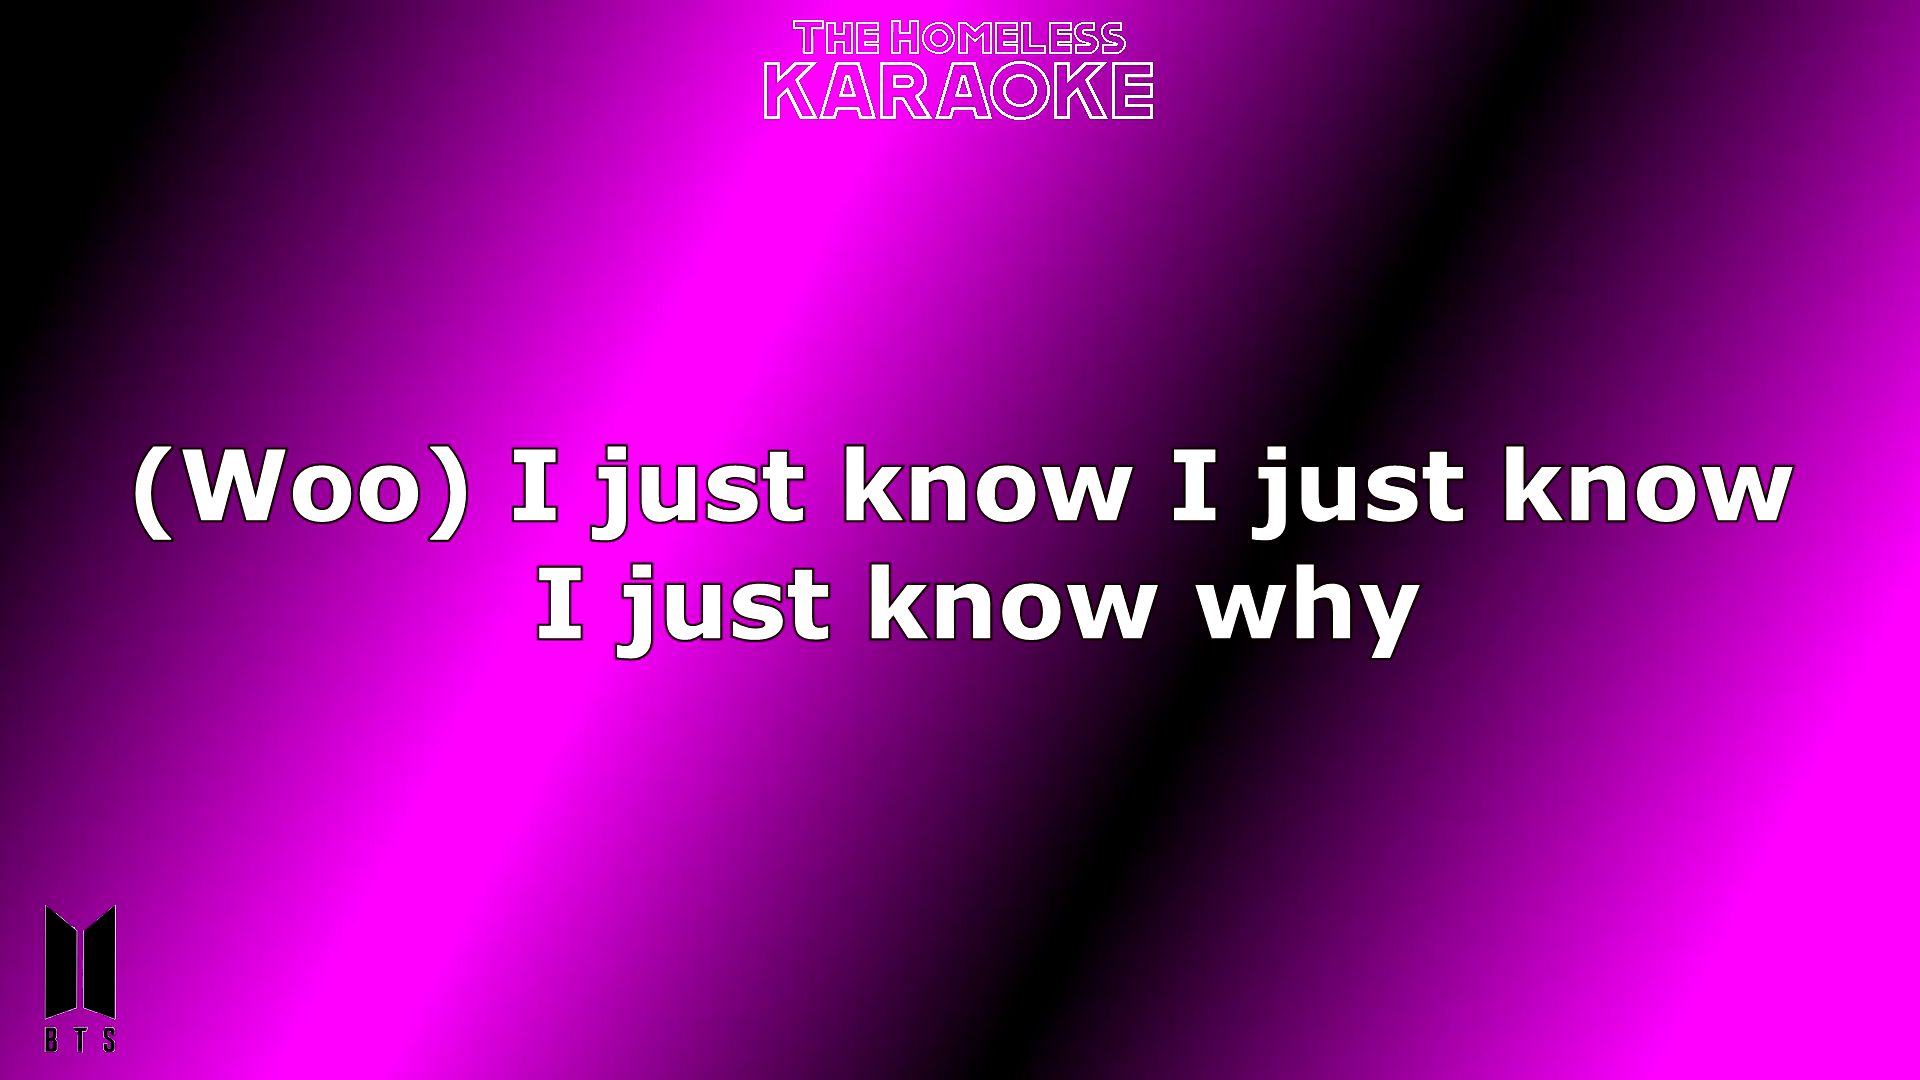 THE HOMELESS
KARAOKE
(Woo) I just know I just know
I just know why
BTS